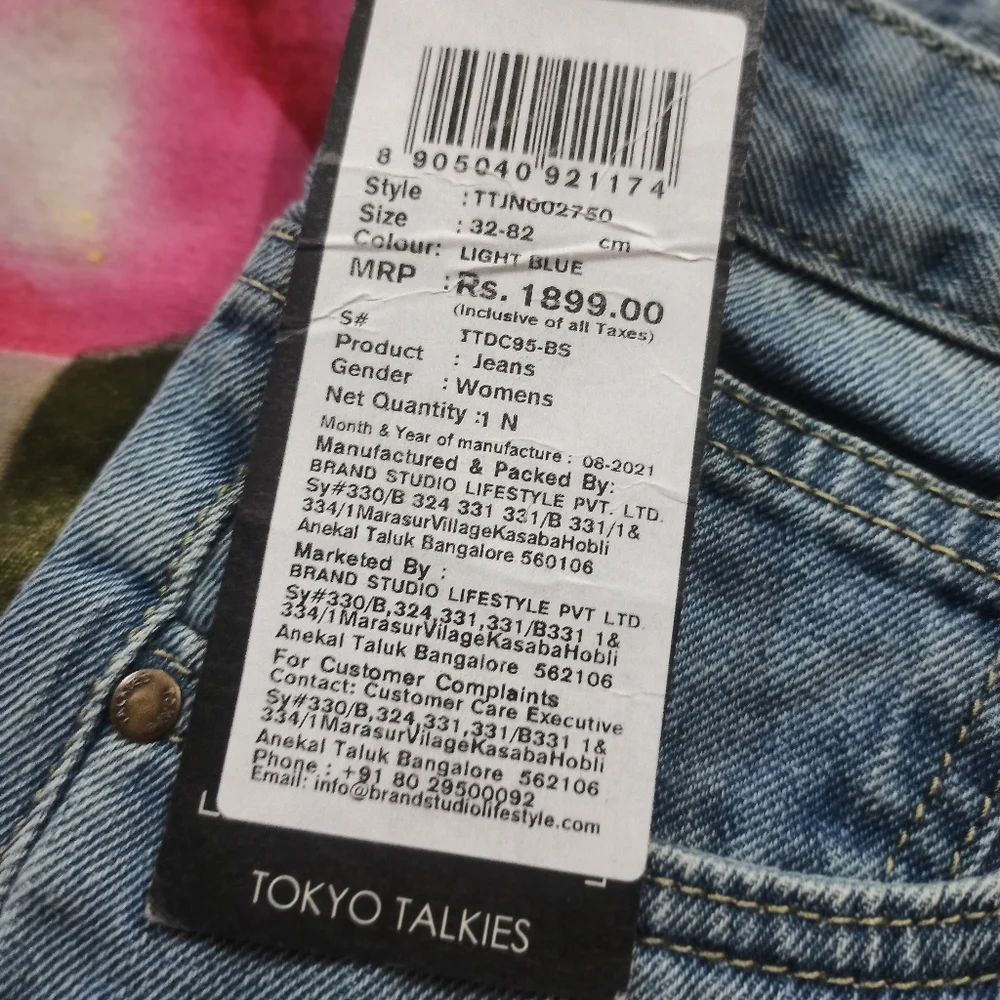 8 905040 921174
Style : TTJN002750
Size : 32-82 cm
Colour: LIGHT BLUE
MRP : Rs. 1899.00
(Inclusive of all Taxes)
S# TTDC95-BS
Product : Jeans
Gender : Womens
Net Quantity :1 N
Month & Year of manufacture : 08-2021
Manufactured & Packed By:
BRAND STUDIO LIFESTYLE PVT. LTD.
Sy#330/B 324 331 331/B 331/1&
334/1MarasurVillageKasabaHobli
Anekal Taluk Bangalore 560106
Marketed By :
BRAND STUDIO LIFESTYLE PVT LTD.
Sy#330/B,324,331,331/B331 1&
334/1MarasurVilageKasabaHobli
Anekal Taluk Bangalore 562106
For Customer Complaints
Contact: Customer Care Executive
Sy#330/B,324,331,331/B331 1&
334/1MarasurVilageKasabaHobli
Anekal Taluk Bangalore 562106
Phone : +91 80 29500092
Email: info@brandstudiolifestyle.com
TOKYO TALKIES